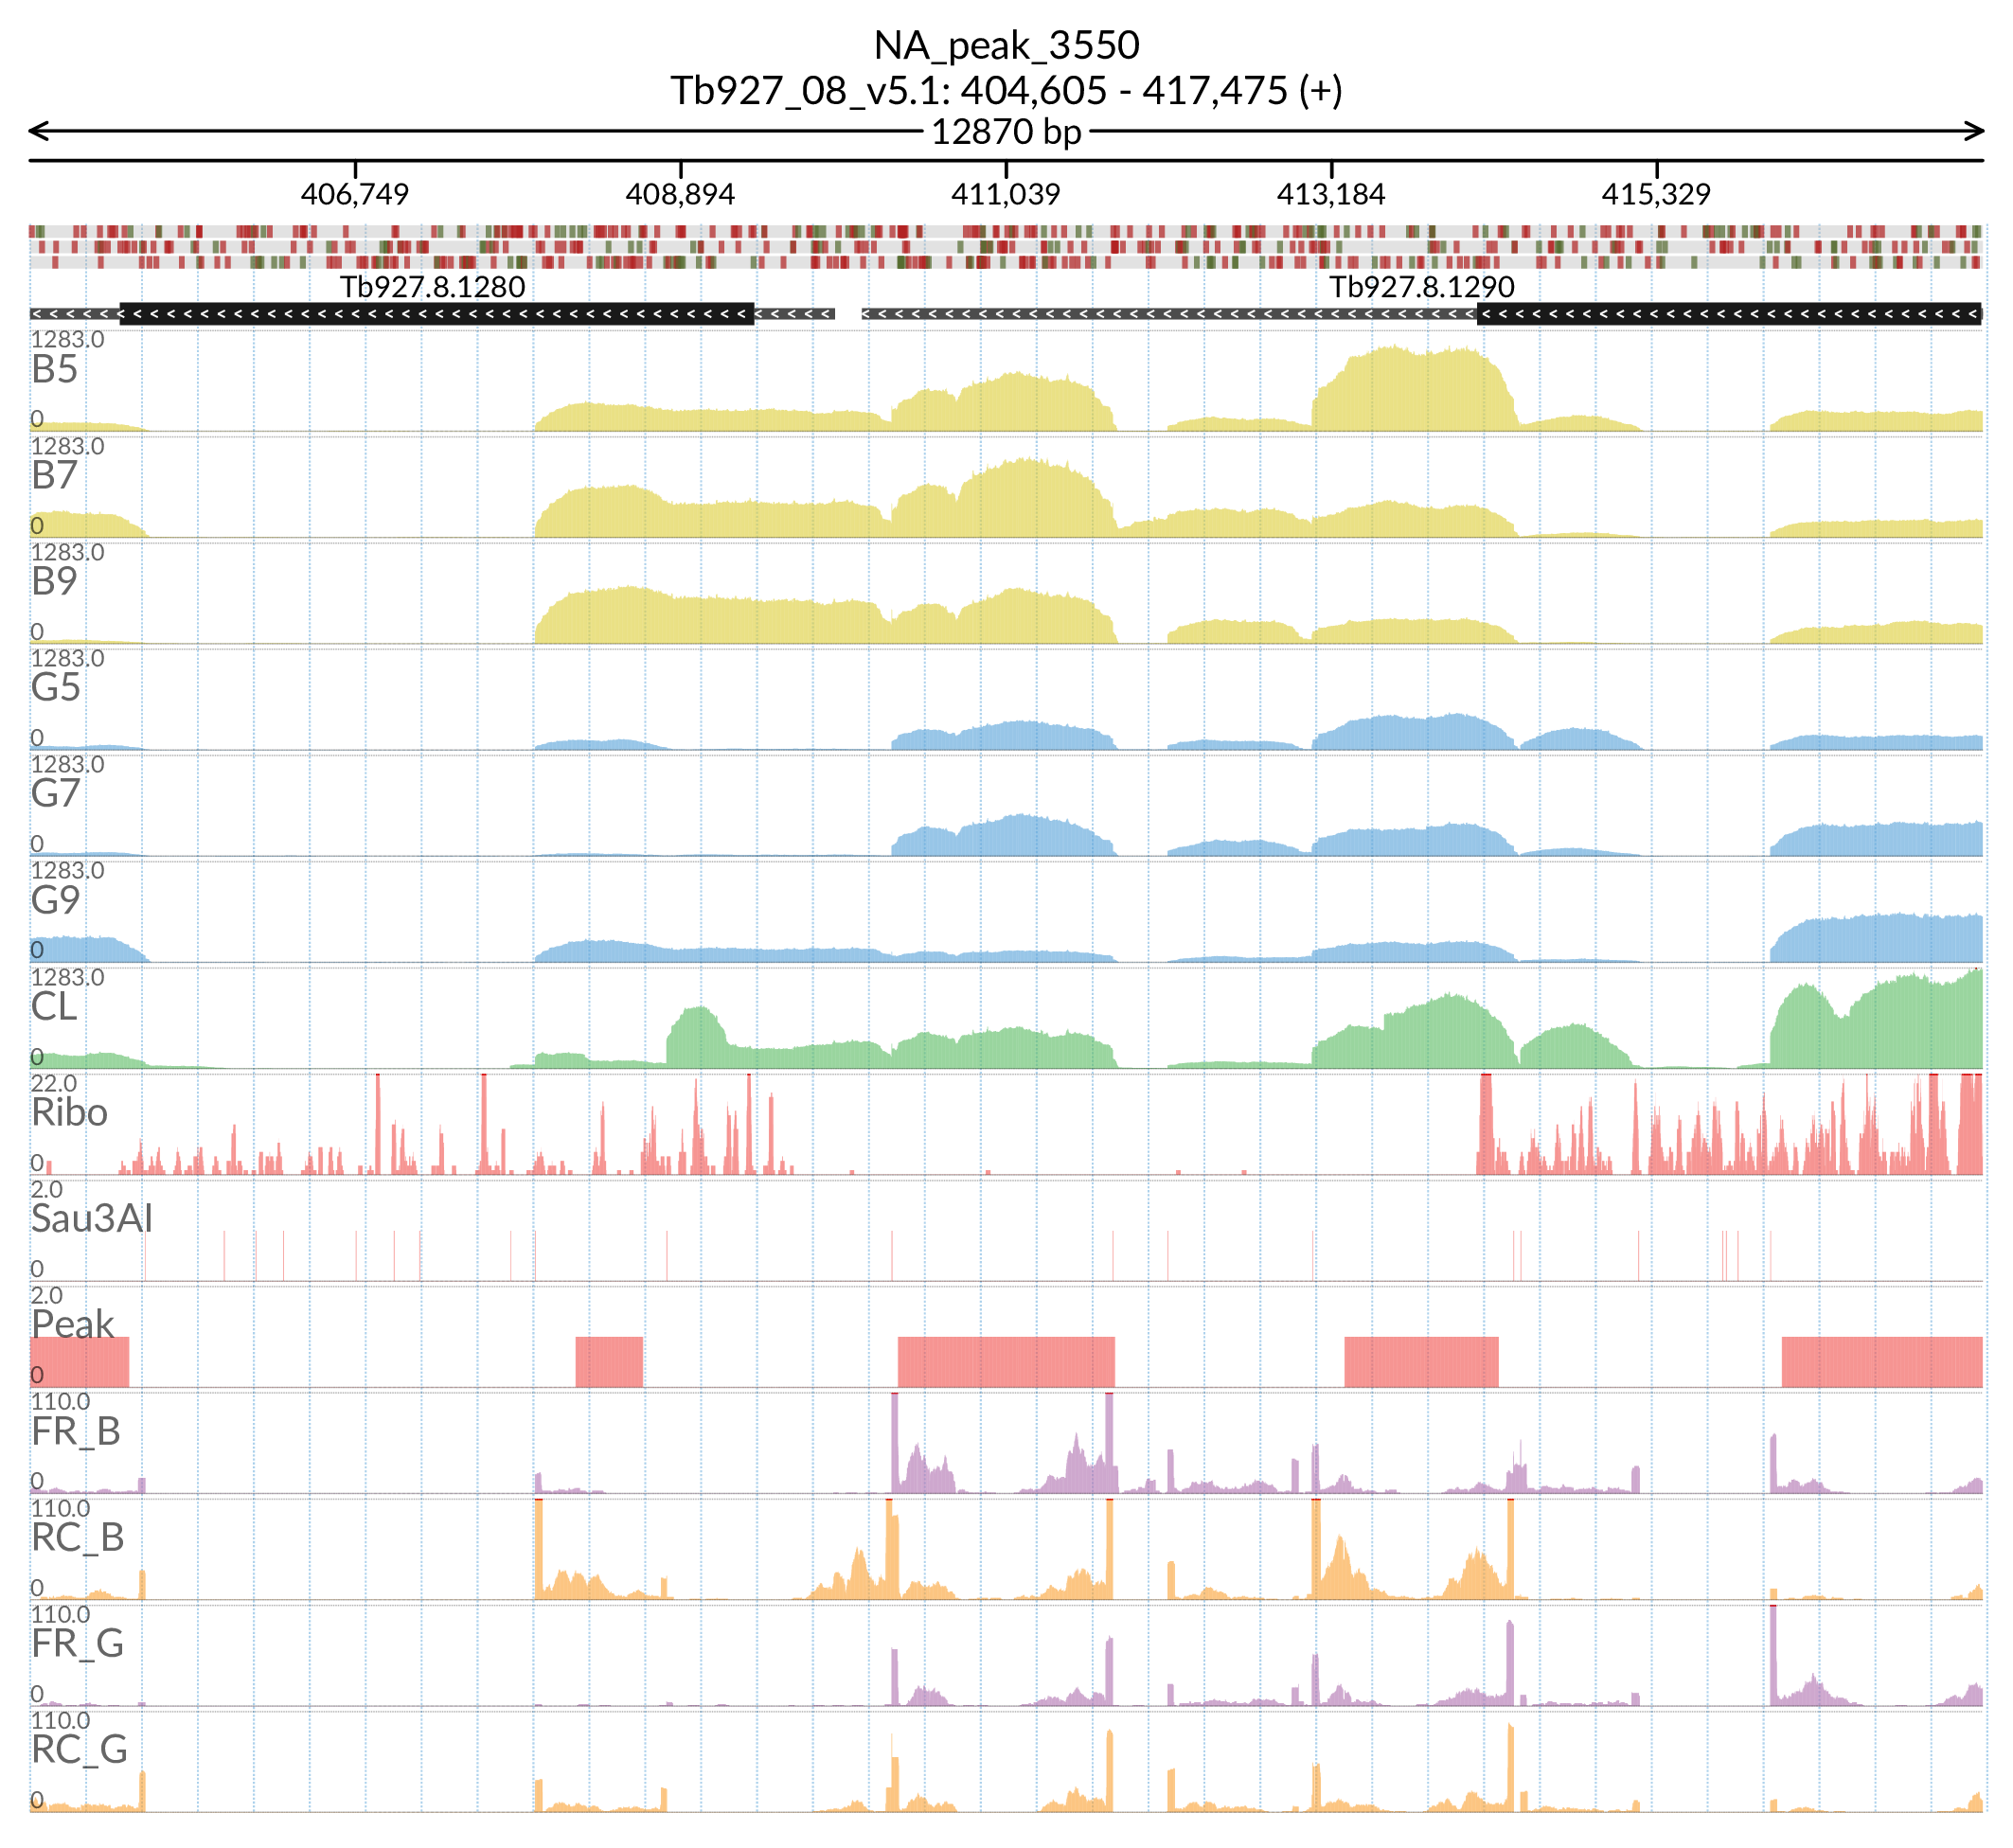 NA_peak_3550
Tb927_08_v5.1: 404,605 - 417,475 (+)
12870 bp
406,749 408,894 411,039 413,184 415,329
Tb927.8.1280 Tb927.8.1290
1283.0
B5
0
1283.0
B7
0
1283.0
B9
0
1283.0
G5
0
1283.0
G7
0
1283.0
G9
0
1283.0
CL
0
22.0
Ribo
0
2.0
Sau3AI
0
2.0
Peak
0
110.0
FR_B
0
110.0
RC_B
0
110.0
FR_G
0
110.0
RC_G
0